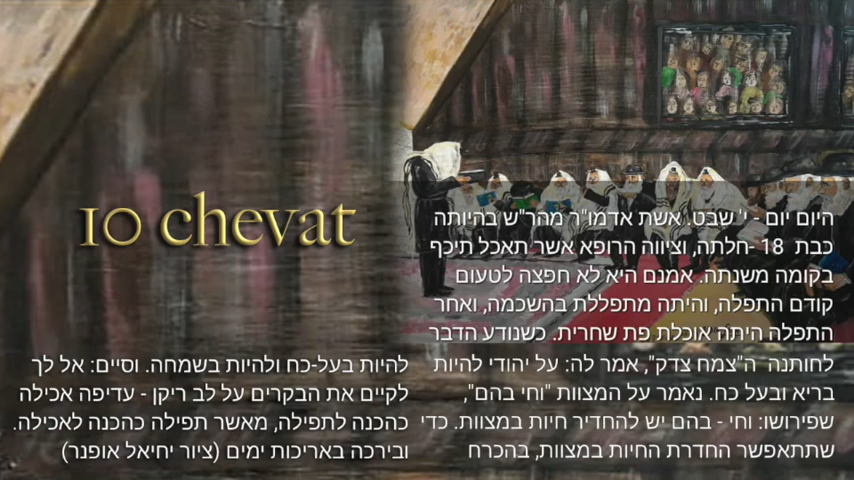 10 chevat
היום יום - י' שבט. אשת אדמו"ר מהר"ש בהיותה
כבת 18 -חלתה, וציווה הרופא אשר תאכל תיכף
בקומה משנתה. אמנם היא לא חפצה לטעום
קודם התפלה, והיתה מתפללת בהשכמה, ואחר
התפלה היתה אוכלת פת שחרית. כשנודע הדבר
לחותנה ה"צמח צדק", אמר לה: על יהודי להיות
בריא ובעל כח. נאמר על המצוות "וחי בהם",
שפירושו: וחי - בהם יש להחדיר חיות במצוות. כדי
שתתאפשר החדרת החיות במצוות, בהכרח
להיות בעל-כח ולהיות בשמחה. וסיים: אל לך
לקיים את הבקרים על לב ריקן - עדיפה אכילה
כהכנה לתפילה, מאשר תפילה כהכנה לאכילה.
ובירכה באריכות ימים (ציור יחיאל אופנר)